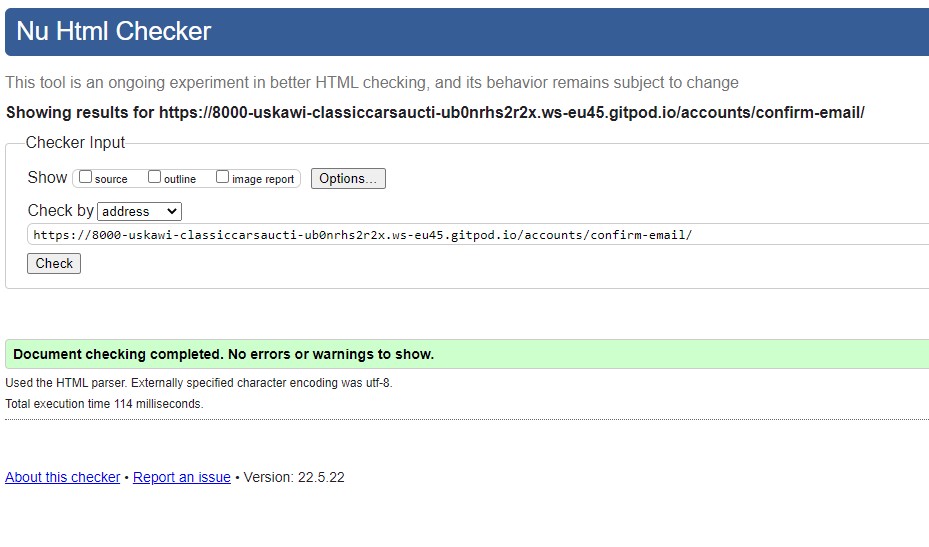 Nu Html Checker
This tool is an ongoing experiment in better HTML checking, and its behavior remains subject to change
Showing results for https://8000-uskawi-classiccarsaucti-ub0nrhs2r2x.ws-eu45.gitpod.io/accounts/confirm-email/
Checker Input
Show source outline image report Options...
Check by address
https://8000-uskawi-classiccarsaucti-ub0nrhs2r2x.ws-eu45.gitpod.io/accounts/confirm-email/
Check
Document checking completed. No errors or warnings to show.
Used the HTML parser. Externally specified character encoding was utf-8.
Total execution time 114 milliseconds.
About this checker • Report an issue • Version: 22.5.22